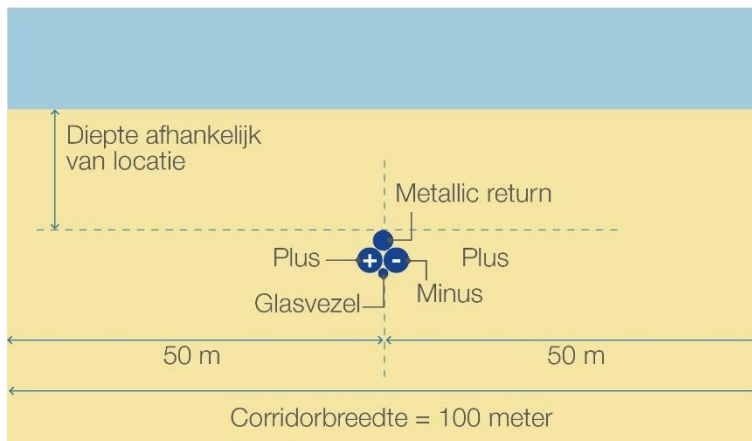 Diepte afhankelijk
van locatie
Metallic return
Plus
+
-
Plus
Minus
Glasvezel
50 m
50 m
Corridorbreedte = 100 meter